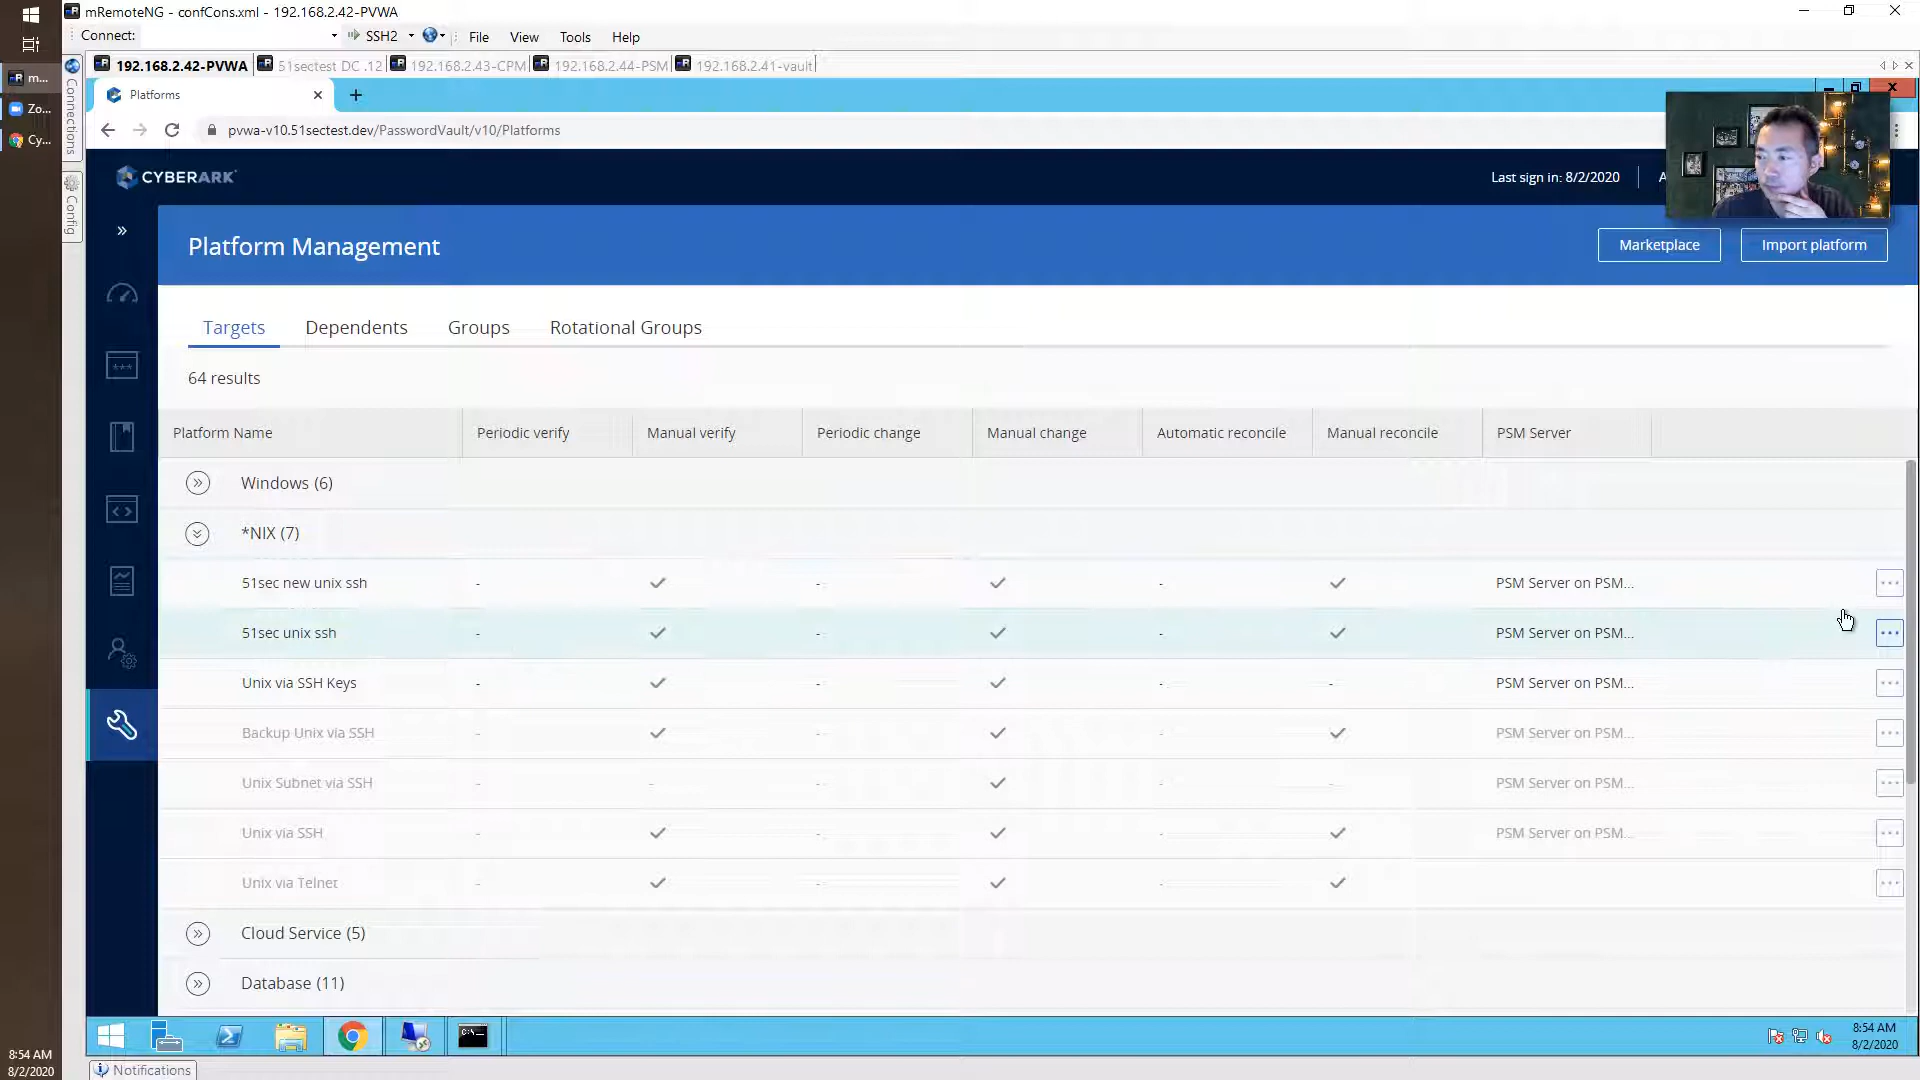 mRemoteNG - confCons.xml - 192.168.2.42-PVWA
Connect: SSH2 File View Tools Help
192.168.2.42-PVWA 51sectest DC .12 192.168.2.43-CPM 192.168.2.44-PSM 192.168.2.41-vault
m...
Zo...
Cy...
Connections
Config
Platforms
pvwa-v10.51sectest.dev/PasswordVault/v10/Platforms
CYBERARK
Last sign in: 8/2/2020 A
Platform Management
Marketplace
Import platform
Targets Dependents Groups Rotational Groups
64 results
Platform Name Periodic verify Manual verify Periodic change Manual change Automatic reconcile Manual reconcile PSM Server
Windows (6)
*NIX (7)
51sec new unix ssh - - - PSM Server on PSM...
51sec unix ssh - - - PSM Server on PSM...
Unix via SSH Keys - - - - PSM Server on PSM...
Backup Unix via SSH - - - PSM Server on PSM...
Unix Subnet via SSH - - - - - PSM Server on PSM...
Unix via SSH - - - PSM Server on PSM...
Unix via Telnet - - -
Cloud Service (5)
Database (11)
8:54 AM
8/2/2020
8:54 AM
8/2/2020
Notifications